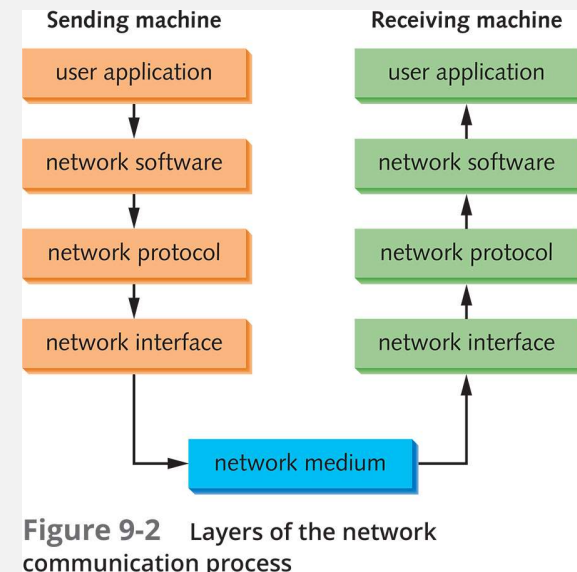 Sending machine
Receiving machine
user application
user application
network software
network software
network protocol
network protocol
network interface
network interface
network medium
Figure 9-2 Layers of the network
communication process